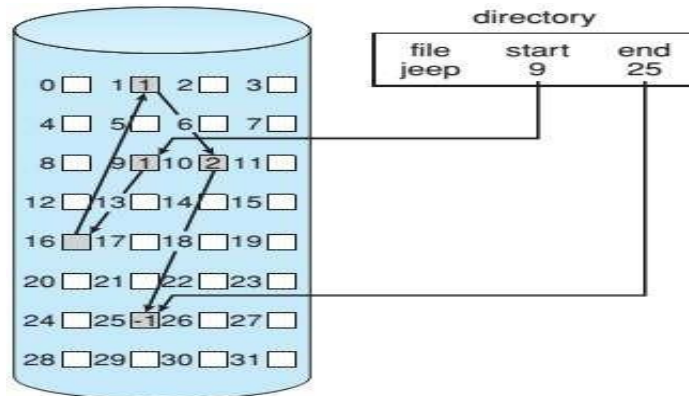 directory
file start end
jeep 9 25
0 1 1 2 3
4 5 6 7
8 9 1 10 2 11
12 13 14 15
16 17 18 19
20 21 22 23
24 25 -1 26 27
28 29 30 31